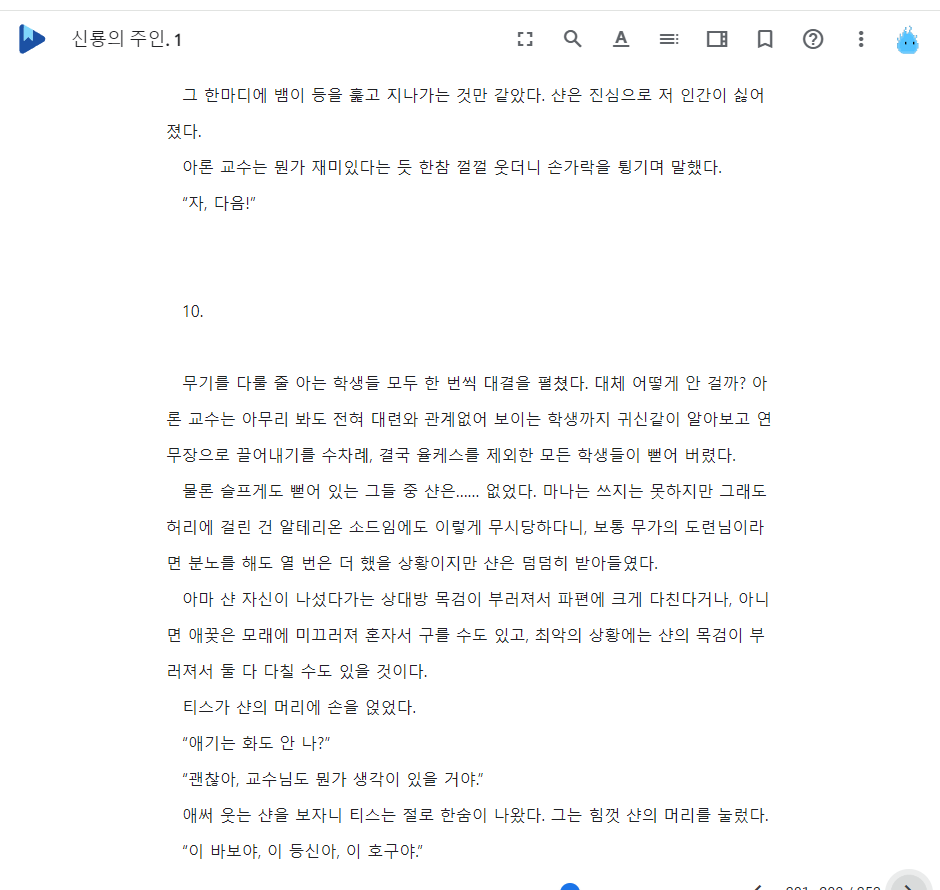 신룡의 주인. 1
그 한마디에 뱀이 등을 훑고 지나가는 것만 같았다. 샨은 진심으로 저 인간이 싫어
졌다.
아론 교수는 뭔가 재미있다는 듯 한참 껄껄 웃더니 손가락을 튕기며 말했다.
“자, 다음!”
10.
무기를 다룰 줄 아는 학생들 모두 한 번씩 대결을 펼쳤다. 대체 어떻게 안 걸까? 아
론 교수는 아무리 봐도 전혀 대련와 관계없어 보이는 학생까지 귀신같이 알아보고 연
무장으로 끌어내기를 수차례, 결국 율케스를 제외한 모든 학생들이 뻗어 버렸다.
물론 슬프게도 뻗어 있는 그들 중 샨은…… 없었다. 마나는 쓰지는 못하지만 그래도
허리에 걸린 건 알테리온 소드임에도 이렇게 무시당하다니, 보통 무가의 도련님이라
면 분노를 해도 열 번은 더 했을 상황이지만 샨은 덤덤히 받아들였다.
아마 샨 자신이 나섰다가는 상대방 목검이 부러져서 파편에 크게 다친다거나, 아니
면 애꿎은 모래에 미끄러져 혼자서 구를 수도 있고, 최악의 상황에는 샨의 목검이 부
러져서 둘 다 다칠 수도 있을 것이다.
티스가 샨의 머리에 손을 얹었다.
“애기는 화도 안 나?”
“괜찮아, 교수님도 뭔가 생각이 있을 거야.”
애써 웃는 샨을 보자니 티스는 절로 한숨이 나왔다. 그는 힘껏 샨의 머리를 눌렀다.
“이 바보야, 이 등신아, 이 호구야.”